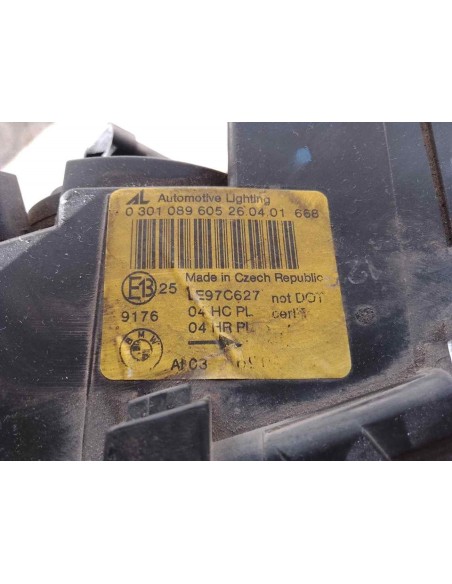 AL Automotive Lighting
0 301 089 605 26.04.01 668
Made in Czech Republic
E13 25 LE97C627 not DOT
9176 04 HC PL
04 HR PL
BMW